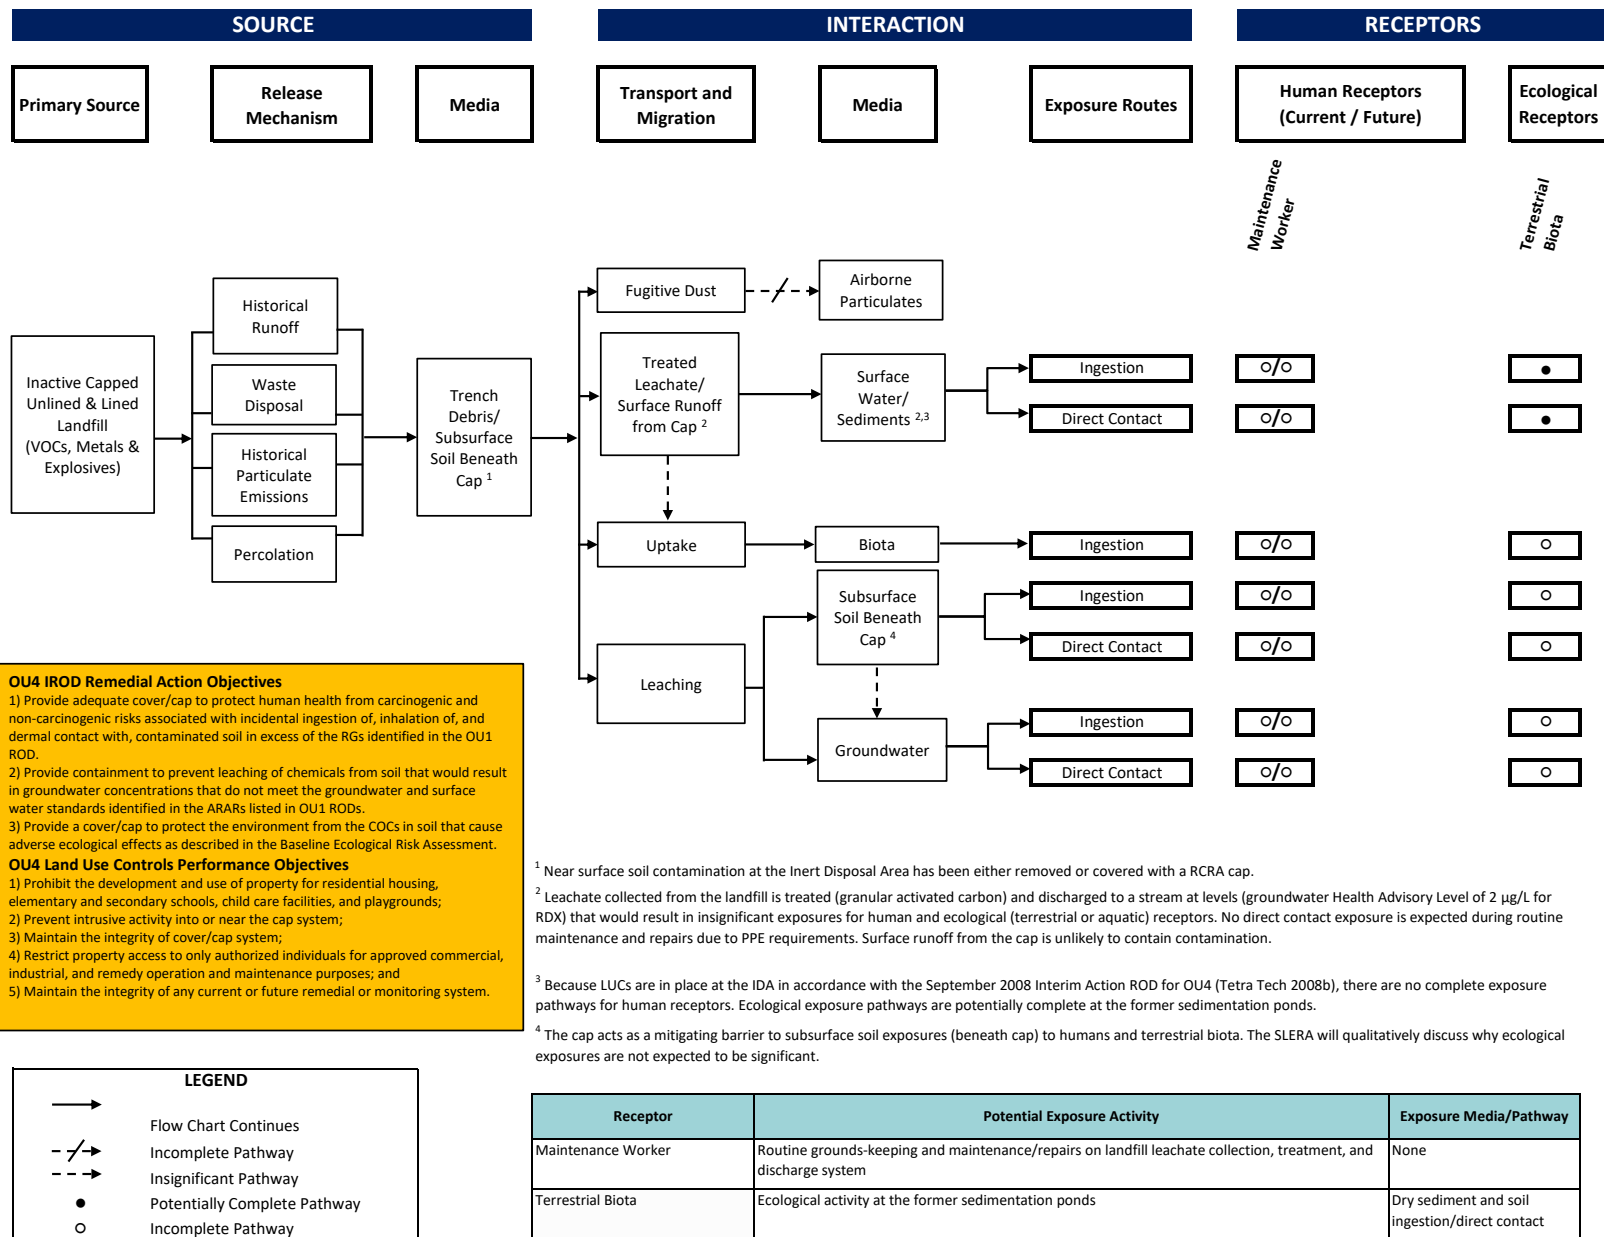 SOURCE
INTERACTION
RECEPTORS
Primary Source
Release
Mechanism
Media
Transport and
Migration
Media
Exposure Routes
Human Receptors
(Current / Future)
Ecological
Receptors
Maintenance
Worker
Terrestrial
Biota
Inactive Capped
Unlined & Lined
Landfill
(VOCs, Metals &
Explosives)
Historical
Runoff
Waste
Disposal
Historical
Particulate
Emissions
Percolation
Trench
Debris/
Subsurface
Soil Beneath
Cap 1
Fugitive Dust
Airborne
Particulates
Treated
Leachate/
Surface Runoff
from Cap 2
Surface
Water/
Sediments 2,3
Ingestion
○/○
●
Direct Contact
○/○
●
Uptake
Biota
Ingestion
○/○
○
Leaching
Subsurface
Soil Beneath
Cap 4
Ingestion
○/○
○
Direct Contact
○/○
○
Groundwater
Ingestion
○/○
○
Direct Contact
○/○
○
OU4 IROD Remedial Action Objectives
1) Provide adequate cover/cap to protect human health from carcinogenic and
non-carcinogenic risks associated with incidental ingestion of, inhalation of, and
dermal contact with, contaminated soil in excess of the RGs identified in the OU1
ROD.
2) Provide containment to prevent leaching of chemicals from soil that would result
in groundwater concentrations that do not meet the groundwater and surface
water standards identified in the ARARs listed in OU1 RODs.
3) Provide a cover/cap to protect the environment from the COCs in soil that cause
adverse ecological effects as described in the Baseline Ecological Risk Assessment.
OU4 Land Use Controls Performance Objectives
1) Prohibit the development and use of property for residential housing,
elementary and secondary schools, child care facilities, and playgrounds;
2) Prevent intrusive activity into or near the cap system;
3) Maintain the integrity of cover/cap system;
4) Restrict property access to only authorized individuals for approved commercial,
industrial, and remedy operation and maintenance purposes; and
5) Maintain the integrity of any current or future remedial or monitoring system.
1 Near surface soil contamination at the Inert Disposal Area has been either removed or covered with a RCRA cap.
2 Leachate collected from the landfill is treated (granular activated carbon) and discharged to a stream at levels (groundwater Health Advisory Level of 2 µg/L for
RDX) that would result in insignificant exposures for human and ecological (terrestrial or aquatic) receptors. No direct contact exposure is expected during routine
maintenance and repairs due to PPE requirements. Surface runoff from the cap is unlikely to contain contamination.
3 Because LUCs are in place at the IDA in accordance with the September 2008 Interim Action ROD for OU4 (Tetra Tech 2008b), there are no complete exposure
pathways for human receptors. Ecological exposure pathways are potentially complete at the former sedimentation ponds.
4 The cap acts as a mitigating barrier to subsurface soil exposures (beneath cap) to humans and terrestrial biota. The SLERA will qualitatively discuss why ecological
exposures are not expected to be significant.
LEGEND
Flow Chart Continues
Incomplete Pathway
Insignificant Pathway
● Potentially Complete Pathway
○ Incomplete Pathway
Receptor
Potential Exposure Activity
Exposure Media/Pathway
Maintenance Worker
Routine grounds-keeping and maintenance/repairs on landfill leachate collection, treatment, and
discharge system
None
Terrestrial Biota
Ecological activity at the former sedimentation ponds
Dry sediment and soil
ingestion/direct contact